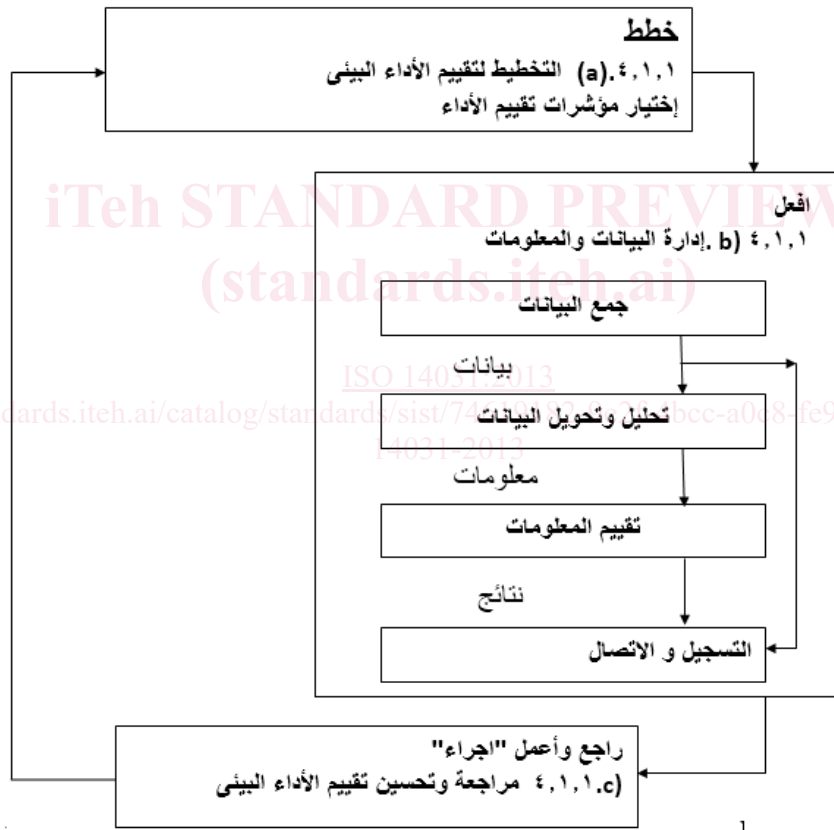 خطط
٤,١,١.(a) التخطيط لتقييم الأداء البيئى
إختيار مؤشرات تقييم الأداء
iTeh STANDARD PREVIEW
(standards.iteh.ai)
افعل
٤,١,١ (b .إدارة البيانات والمعلومات
جمع البيانات
بيانات
ISO 14031:2013
تحليل وتحويل البيانات
14031-2013
معلومات
تقييم المعلومات
نتائج
التسجيل و الاتصال
راجع وأعمل "اجراء"
٤,١,١.c) مراجعة وتحسين تقييم الأداء البيئى